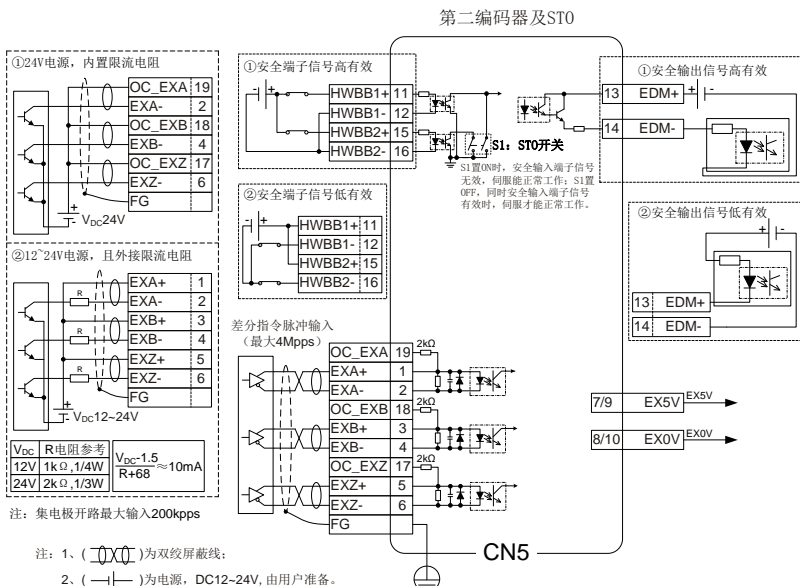 第二编码器及STO
①24V电源，内置限流电阻
OC_EXA 19
EXA- 2
OC_EXB 18
EXB- 4
OC_EXZ 17
EXZ- 6
FG
+
-
VDC24V
②12~24V电源，且外接限流电阻
R
R
R
EXA+ 1
EXA- 2
EXB+ 3
EXB- 4
EXZ+ 5
EXZ- 6
FG
+
-
VDC12~24V
VDC R电阻参考
12V 1kΩ,1/4W
24V 2kΩ,1/3W
VDC-1.5
R+68
≈10mA
注：集电极开路最大输入200kpps
①安全端子信号高有效
- +
HWBB1+ 11
HWBB1- 12
HWBB2+ 15
HWBB2- 16
S1：STO开关
S1置ON时，安全输入端子信号
无效，伺服能正常工作；S1置
OFF，同时安全输入端子信号
有效时，伺服才能正常工作。
②安全端子信号低有效
- +
HWBB1+ 11
HWBB1- 12
HWBB2+ 15
HWBB2- 16
差分指令脉冲输入
（最大4Mpps）
OC_EXA 19 2kΩ
EXA+ 1
EXA- 2
OC_EXB 18 2kΩ
EXB+ 3
EXB- 4
OC_EXZ 17 2kΩ
EXZ+ 5
EXZ- 6
FG
①安全输出信号高有效
13 EDM+ + -
14 EDM-
②安全输出信号低有效
+ -
13 EDM+
14 EDM-
7/9 EX5V EX5V
8/10 EX0V EX0V
CN5
注：1、( )为双绞屏蔽线；
2、( )为电源，DC12~24V,由用户准备。